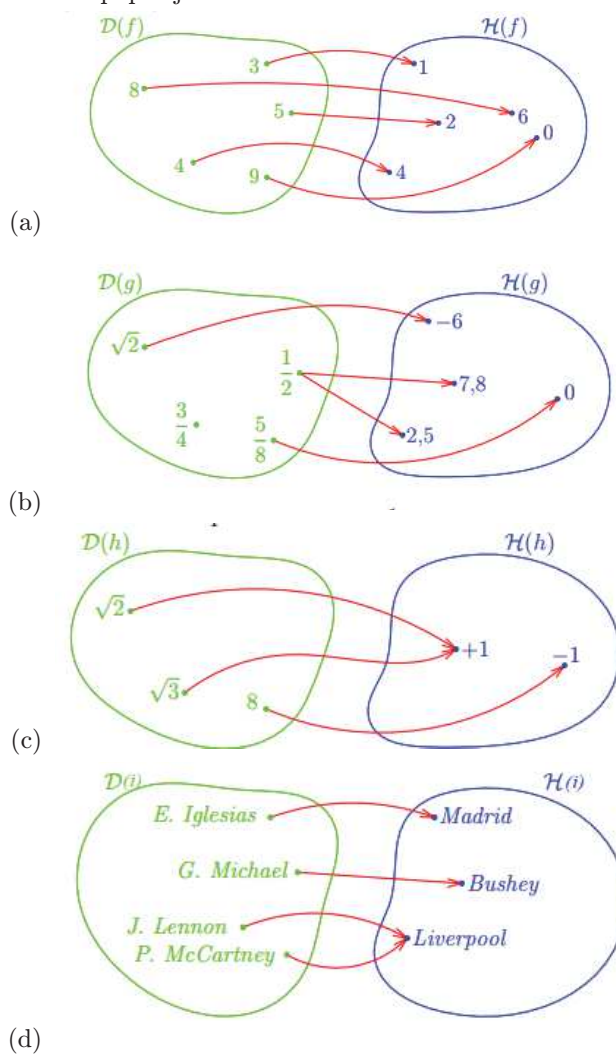 𝒟(f) ℋ(f)
3 1
8
5 2 6 0
4 4
9
(a)
𝒟(g) ℋ(g)
√2 −6
1/2 7,8 0
3/4 5/8 2,5
(b)
𝒟(h) ℋ(h)
√2
+1 −1
√3 8
(c)
𝒟(i) ℋ(i)
E. Iglesias Madrid
G. Michael Bushey
J. Lennon Liverpool
P. McCartney
(d)